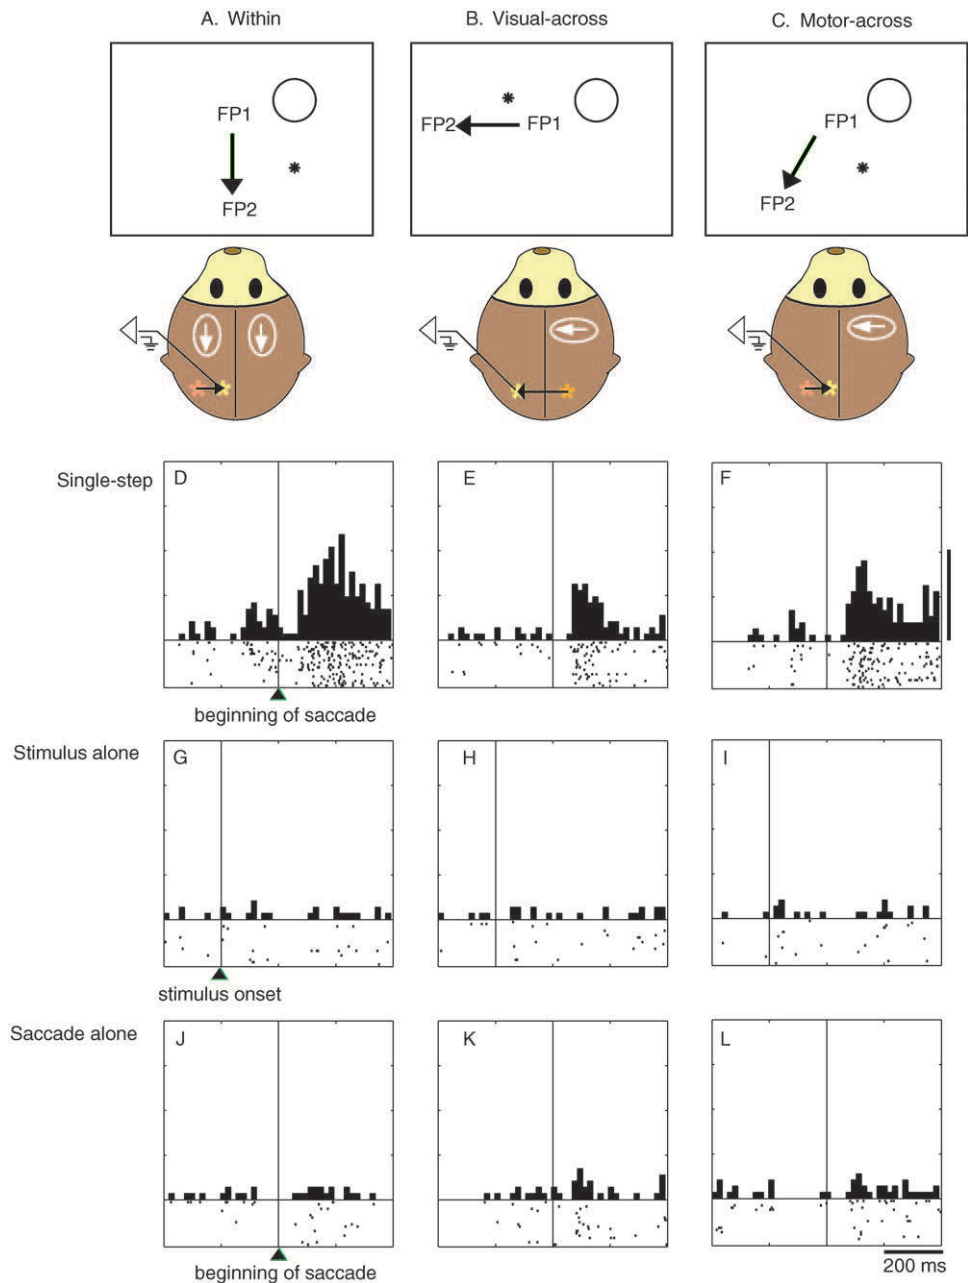 A. Within
B. Visual-across
C. Motor-across
FP1
FP2
FP2
FP1
FP1
FP2
Single-step
D
E
F
beginning of saccade
Stimulus alone
G
H
I
stimulus onset
Saccade alone
J
K
L
200 ms
beginning of saccade